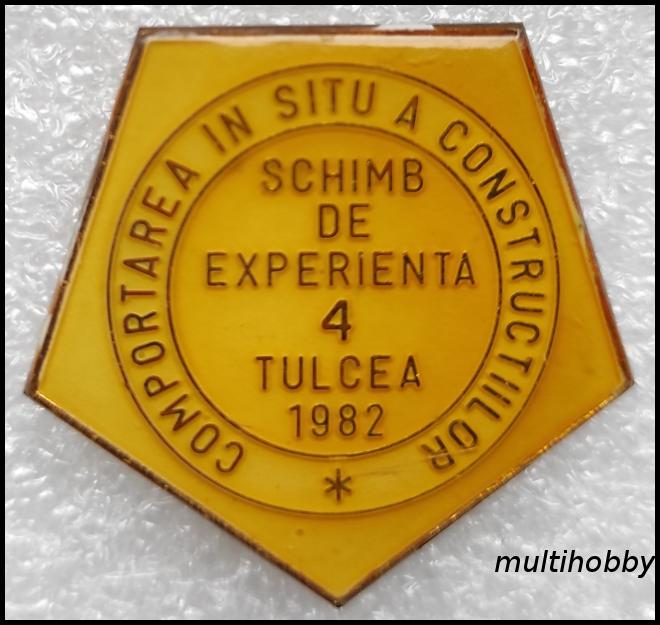 COMPORTAREA IN SITU A CONSTRUCTIILOR
*
SCHIMB
DE
EXPERIENTA
4
TULCEA
1982
multihobby